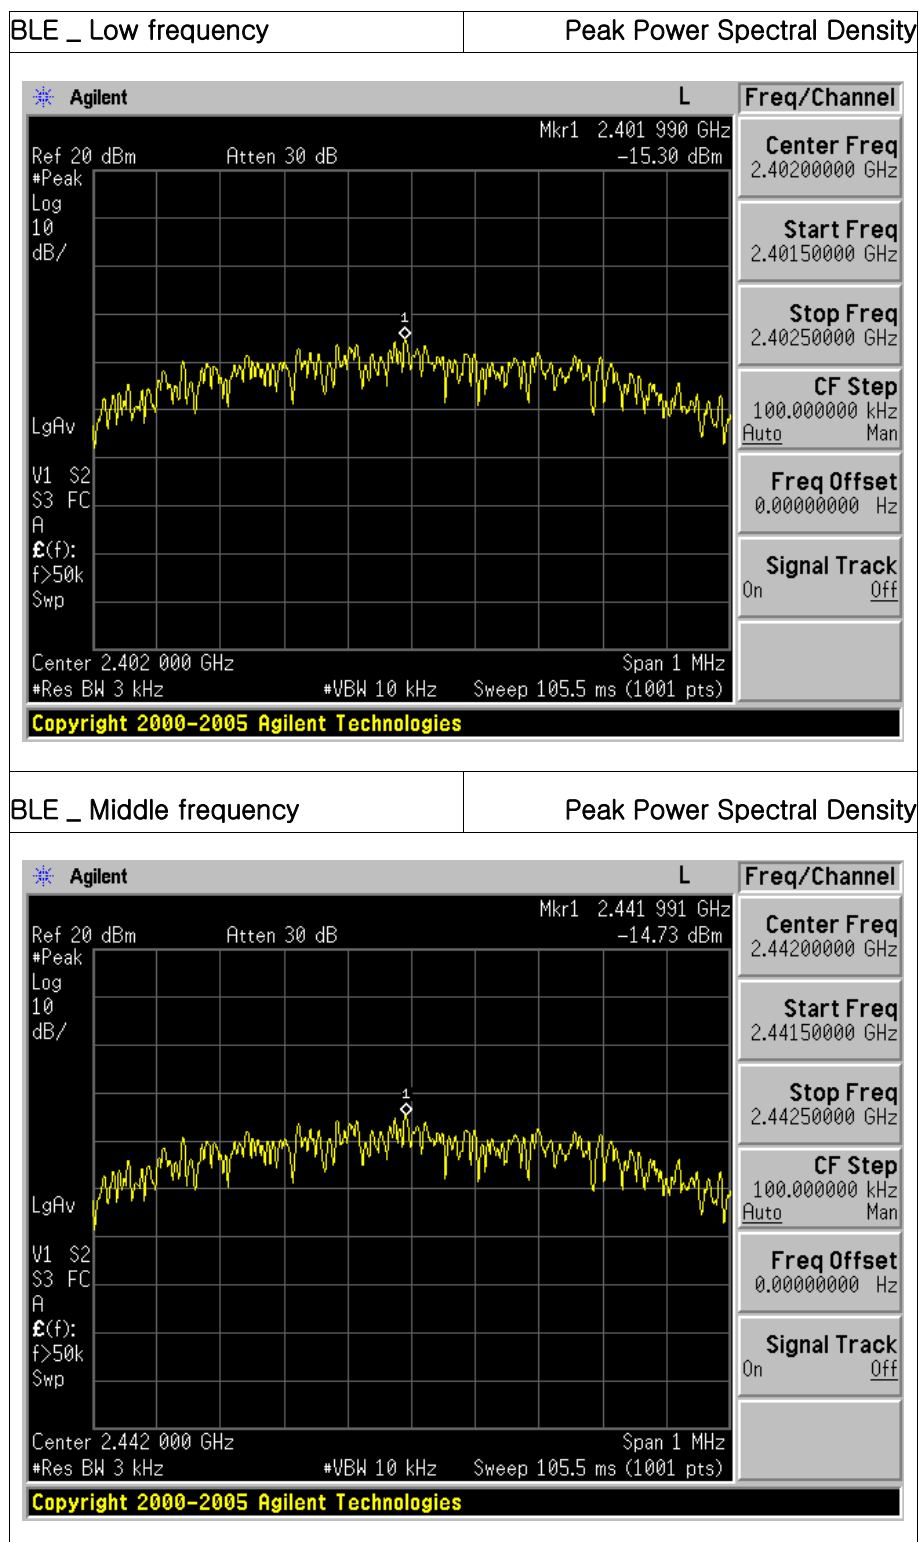 BLE _ Low frequency Peak Power Spectral Density
Agilent L Freq/Channel
Mkr1 2.401 990 GHz
Ref 20 dBm Atten 30 dB -15.30 dBm
#Peak
Log
10
dB/
1
LgAv
V1 S2
S3 FC
A
£(f):
f>50k
Swp
Center 2.402 000 GHz Span 1 MHz
#Res BW 3 kHz #VBW 10 kHz Sweep 105.5 ms (1001 pts)
Copyright 2000-2005 Agilent Technologies
Center Freq
2.40200000 GHz
Start Freq
2.40150000 GHz
Stop Freq
2.40250000 GHz
CF Step
100.000000 kHz
Auto Man
Freq Offset
0.00000000 Hz
Signal Track
On Off
BLE _ Middle frequency Peak Power Spectral Density
Agilent L Freq/Channel
Mkr1 2.441 991 GHz
Ref 20 dBm Atten 30 dB -14.73 dBm
#Peak
Log
10
dB/
1
LgAv
V1 S2
S3 FC
A
£(f):
f>50k
Swp
Center 2.442 000 GHz Span 1 MHz
#Res BW 3 kHz #VBW 10 kHz Sweep 105.5 ms (1001 pts)
Copyright 2000-2005 Agilent Technologies
Center Freq
2.44200000 GHz
Start Freq
2.44150000 GHz
Stop Freq
2.44250000 GHz
CF Step
100.000000 kHz
Auto Man
Freq Offset
0.00000000 Hz
Signal Track
On Off